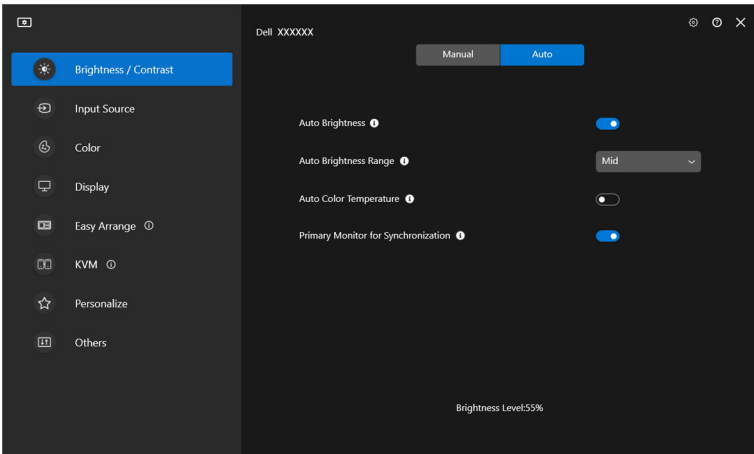 Dell XXXXXX
Manual
Auto
Brightness / Contrast
Input Source
Color
Display
Easy Arrange
KVM
Personalize
Others
Auto Brightness
Auto Brightness Range
Mid
Auto Color Temperature
Primary Monitor for Synchronization
Brightness Level:55%